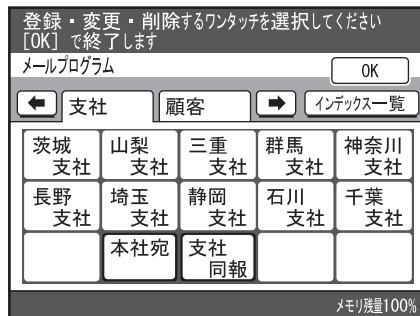 登録・変更・削除するワンタッチを選択してください
[OK] で終了します
メールプログラム
OK
支社 顧客 インデックス一覧
茨城 山梨 三重 群馬 神奈川
支社 支社 支社 支社 支社
長野 埼玉 静岡 石川 千葉
支社 支社 支社 支社 支社
本社宛 支社
同報
メモリ残量100%